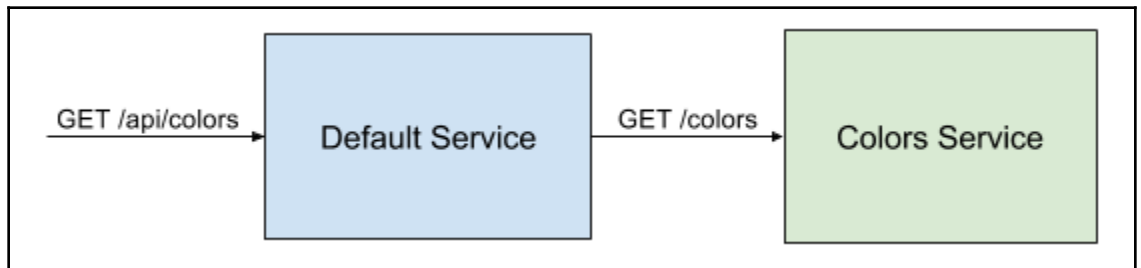 GET /api/colors
Default Service
GET /colors
Colors Service